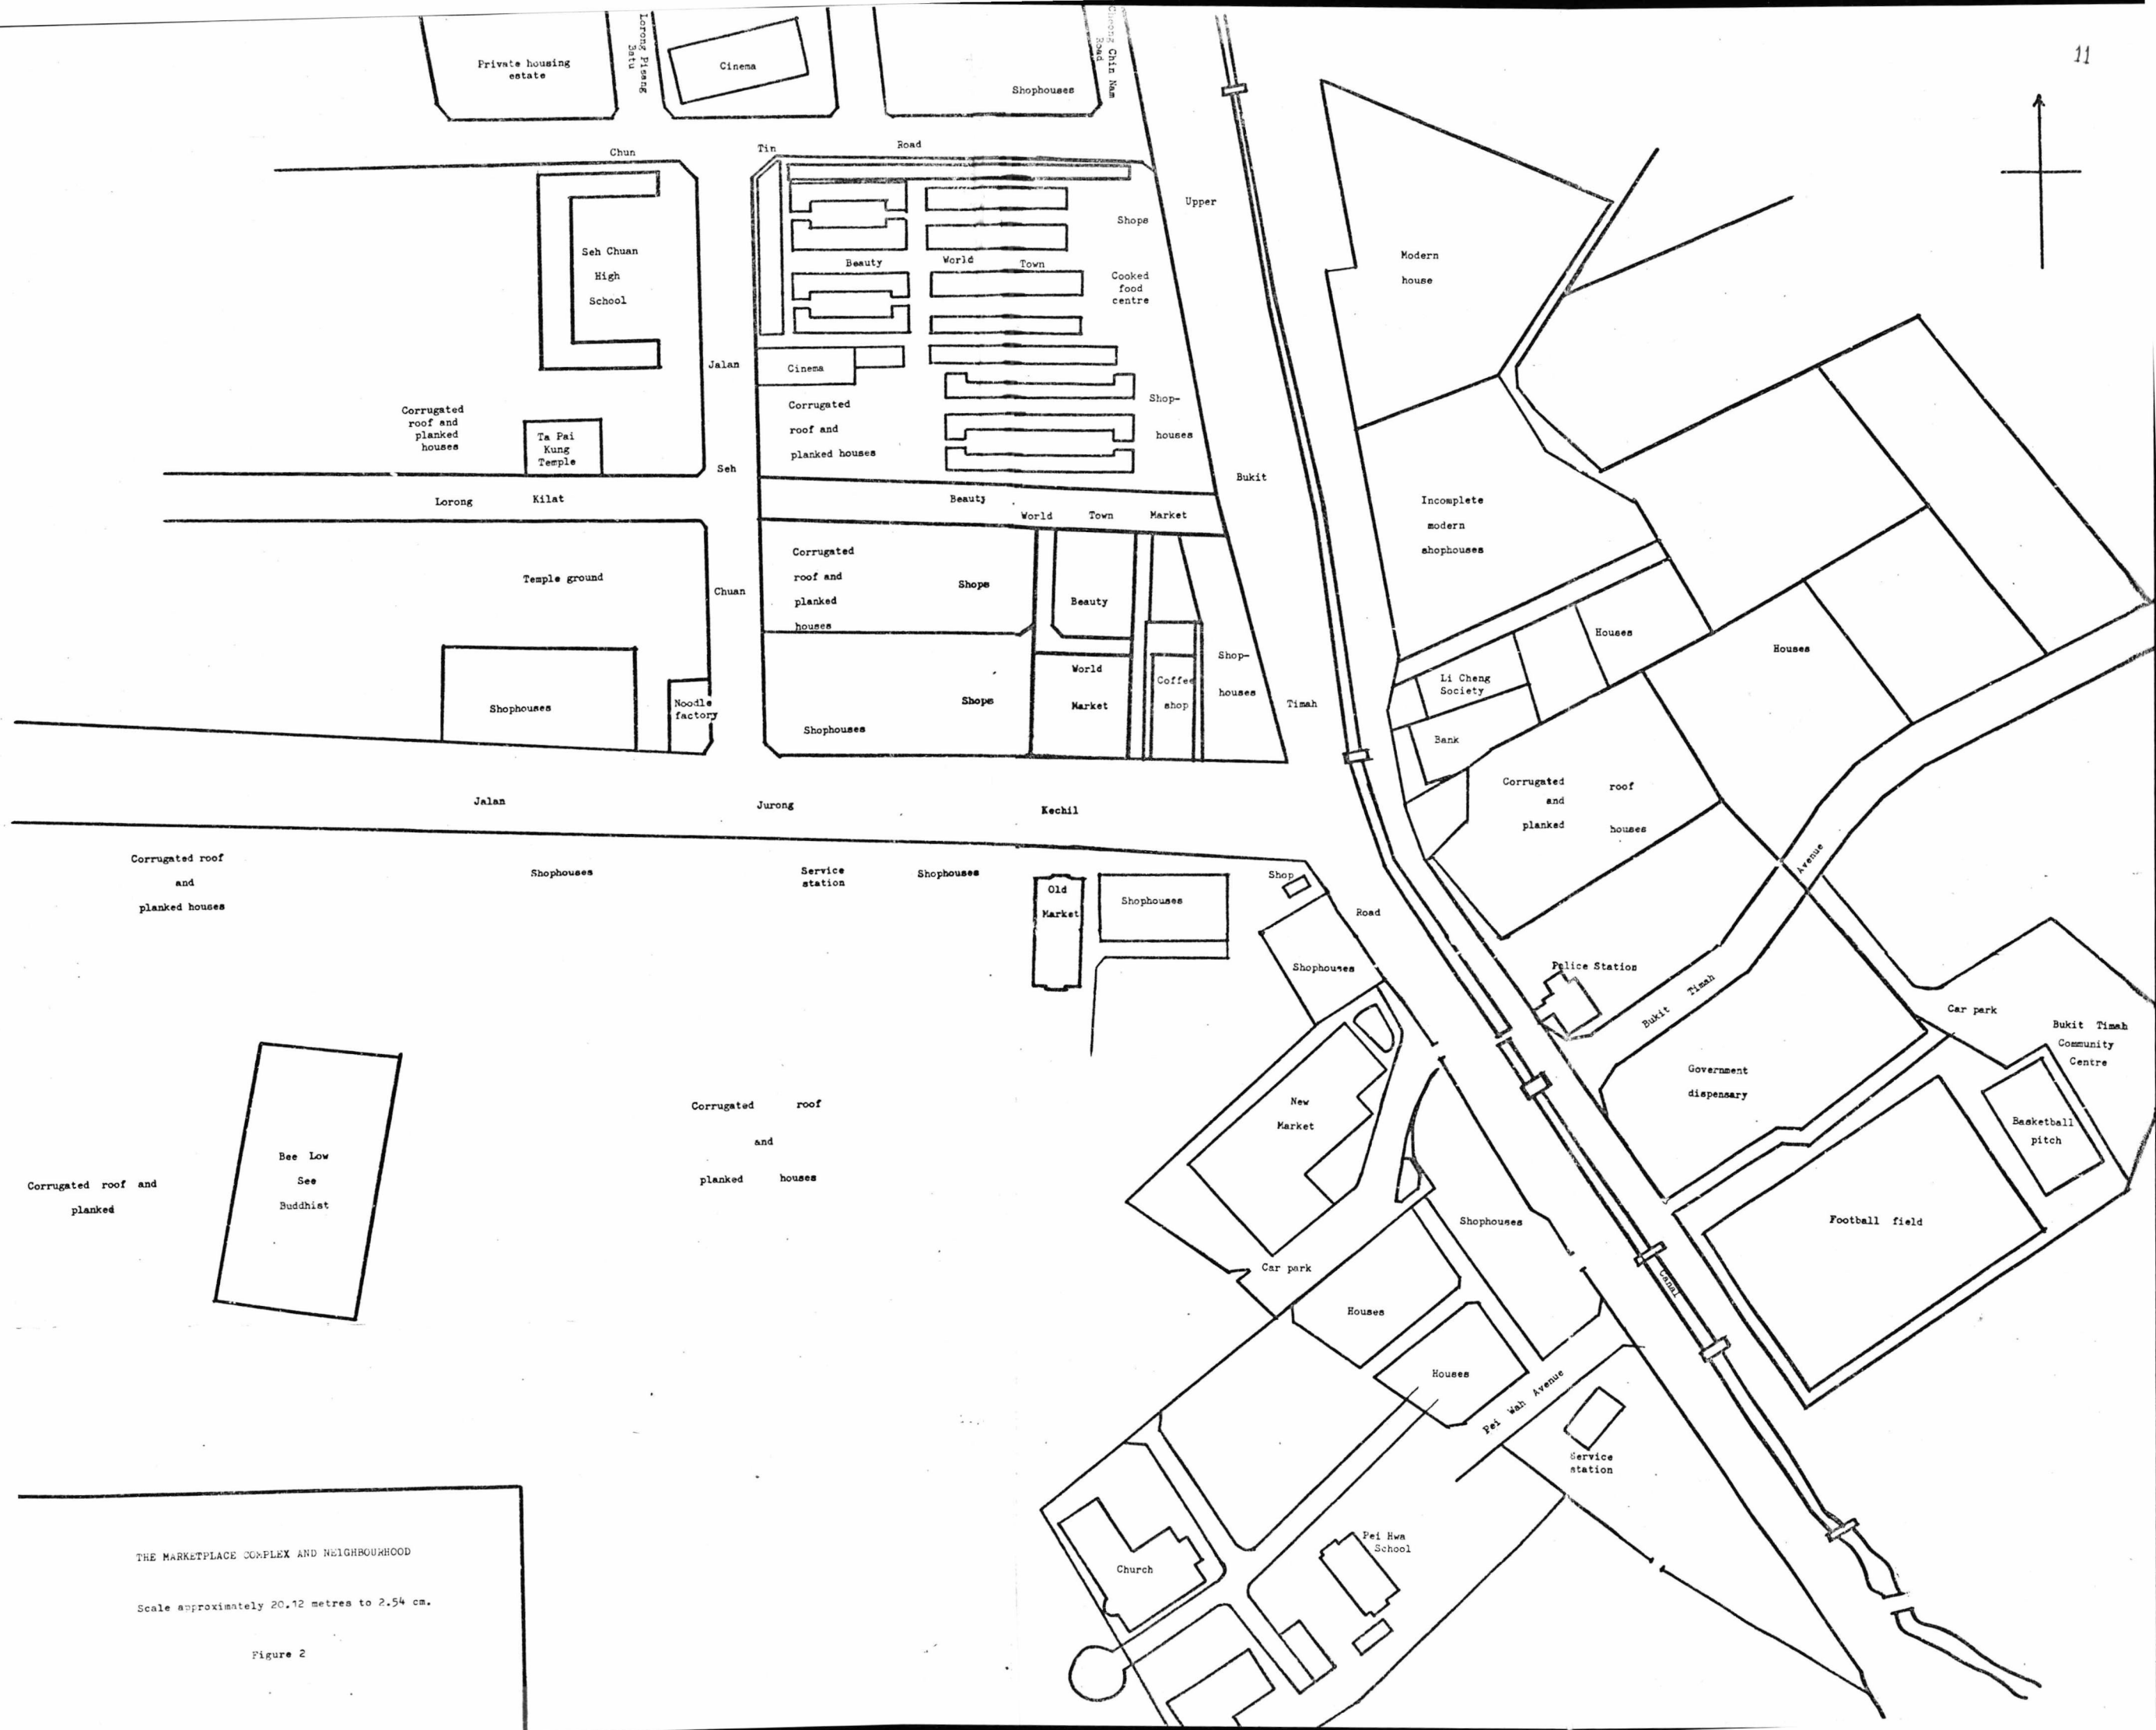 11
Private housing
estate
Lorong Pisang
Batu
Cinema
Shophouses
Cheong Chin Nam
Road
Chun
Tin
Road
Upper
Seh Chuan
High
School
Shops
Beauty
World
Town
Cooked
food
centre
Modern
house
Jalan
Cinema
Corrugated
roof and
planked
houses
Ta Pai
Kung
Temple
Corrugated
roof and
planked houses
Shop-
houses
Seh
Bukit
Lorong
Kilat
Beauty
World
Town
Market
Incomplete
modern
shophouses
Temple ground
Chuan
Corrugated
roof and
planked
houses
Shops
Beauty
World
Market
Coffee
shop
Shop-
houses
Timah
Houses
Houses
Li Cheng
Society
Bank
Shophouses
Noodle
factory
Shophouses
Shops
Corrugated roof
and
planked houses
Jalan
Jurong
Kechil
Avenue
Corrugated roof
and
planked houses
Shophouses
Service
station
Shophouses
Old
Market
Shophouses
Shop
Road
Shophouses
Police Station
Bukit Timah
Car park
Bukit Timah
Community
Centre
Government
dispensary
Basketball
pitch
Football field
New
Market
Corrugated roof
and
planked houses
Bee Low
See
Buddhist
Corrugated roof and
planked
Shophouses
Car park
Canal
Houses
Houses
Pei Wah Avenue
Service
station
Pei Hwa
School
Church
THE MARKETPLACE COMPLEX AND NEIGHBOURHOOD
Scale approximately 20.12 metres to 2.54 cm.
Figure 2